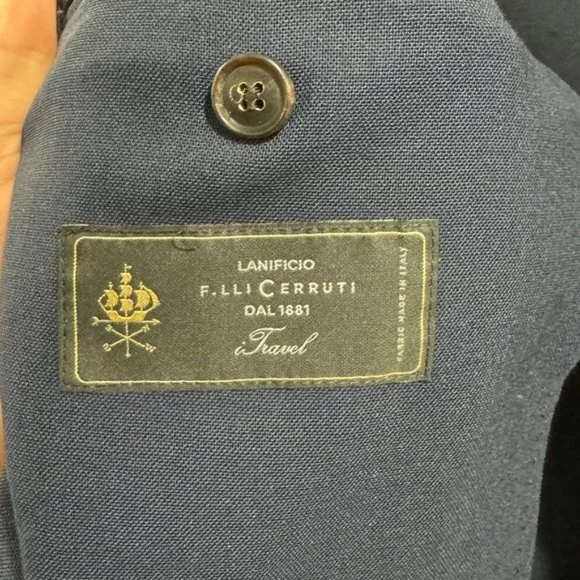 LANIFICIO
F.LLI CERRUTI
DAL 1881
iTravel
FABRIC MADE IN ITALY